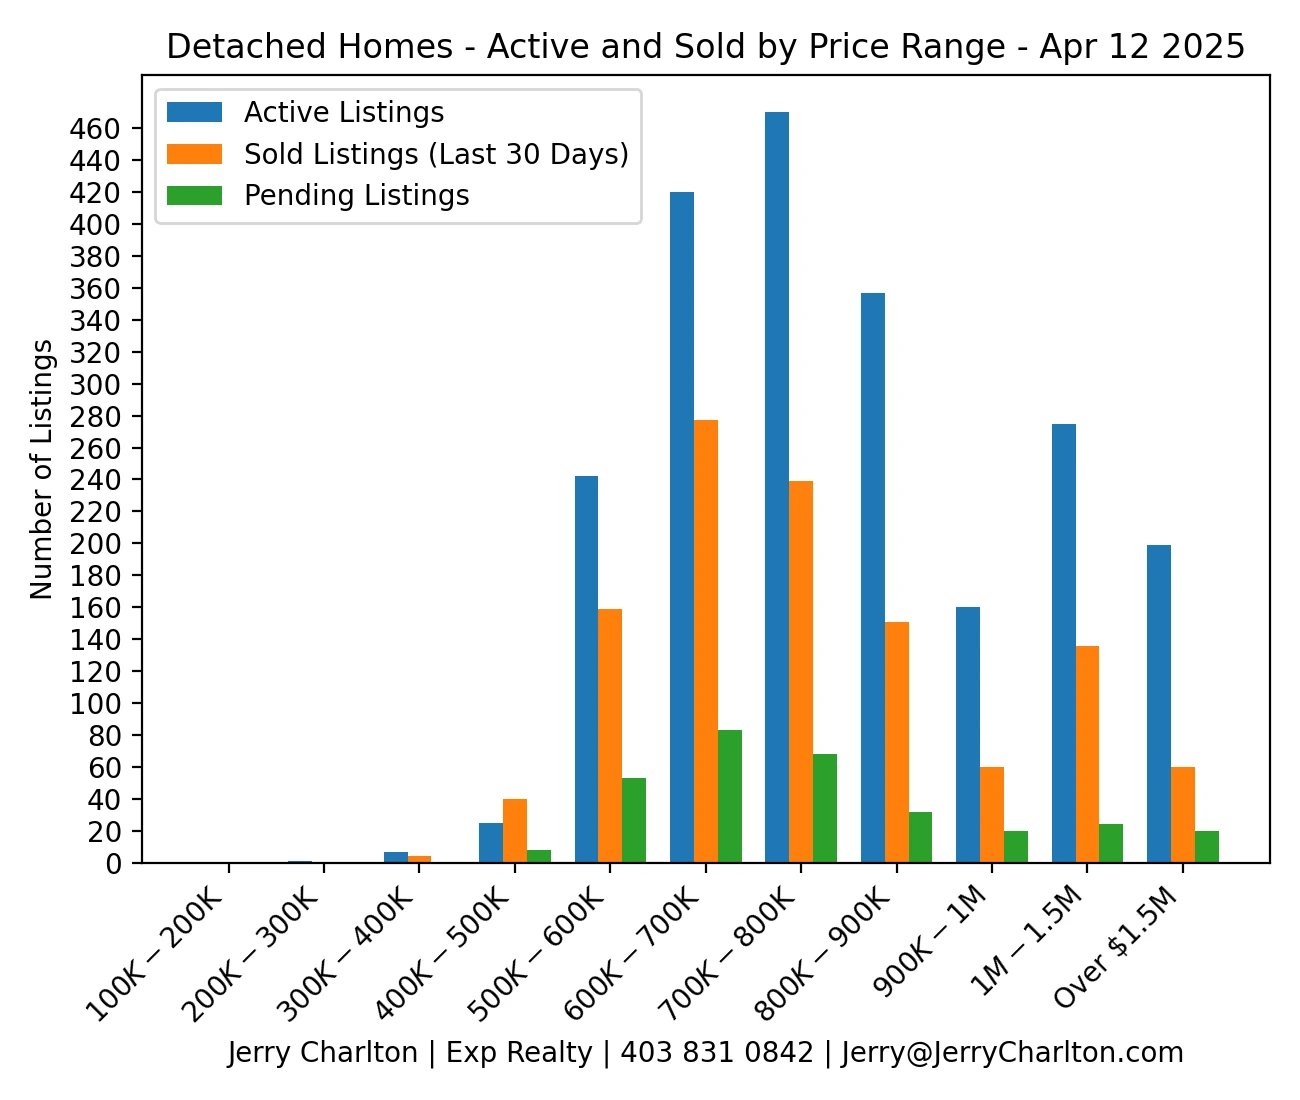 Detached Homes - Active and Sold by Price Range - Apr 12 2025
Active Listings
Sold Listings (Last 30 Days)
Pending Listings
Number of Listings
460
440
420
400
380
360
340
320
300
280
260
240
220
200
180
160
140
120
100
80
60
40
20
0
100K − 200K
200K − 300K
300K − 400K
400K − 500K
500K − 600K
600K − 700K
700K − 800K
800K − 900K
900K − 1M
1M − 1.5M
Over $1.5M
Jerry Charlton | Exp Realty | 403 831 0842 | Jerry@JerryCharlton.com